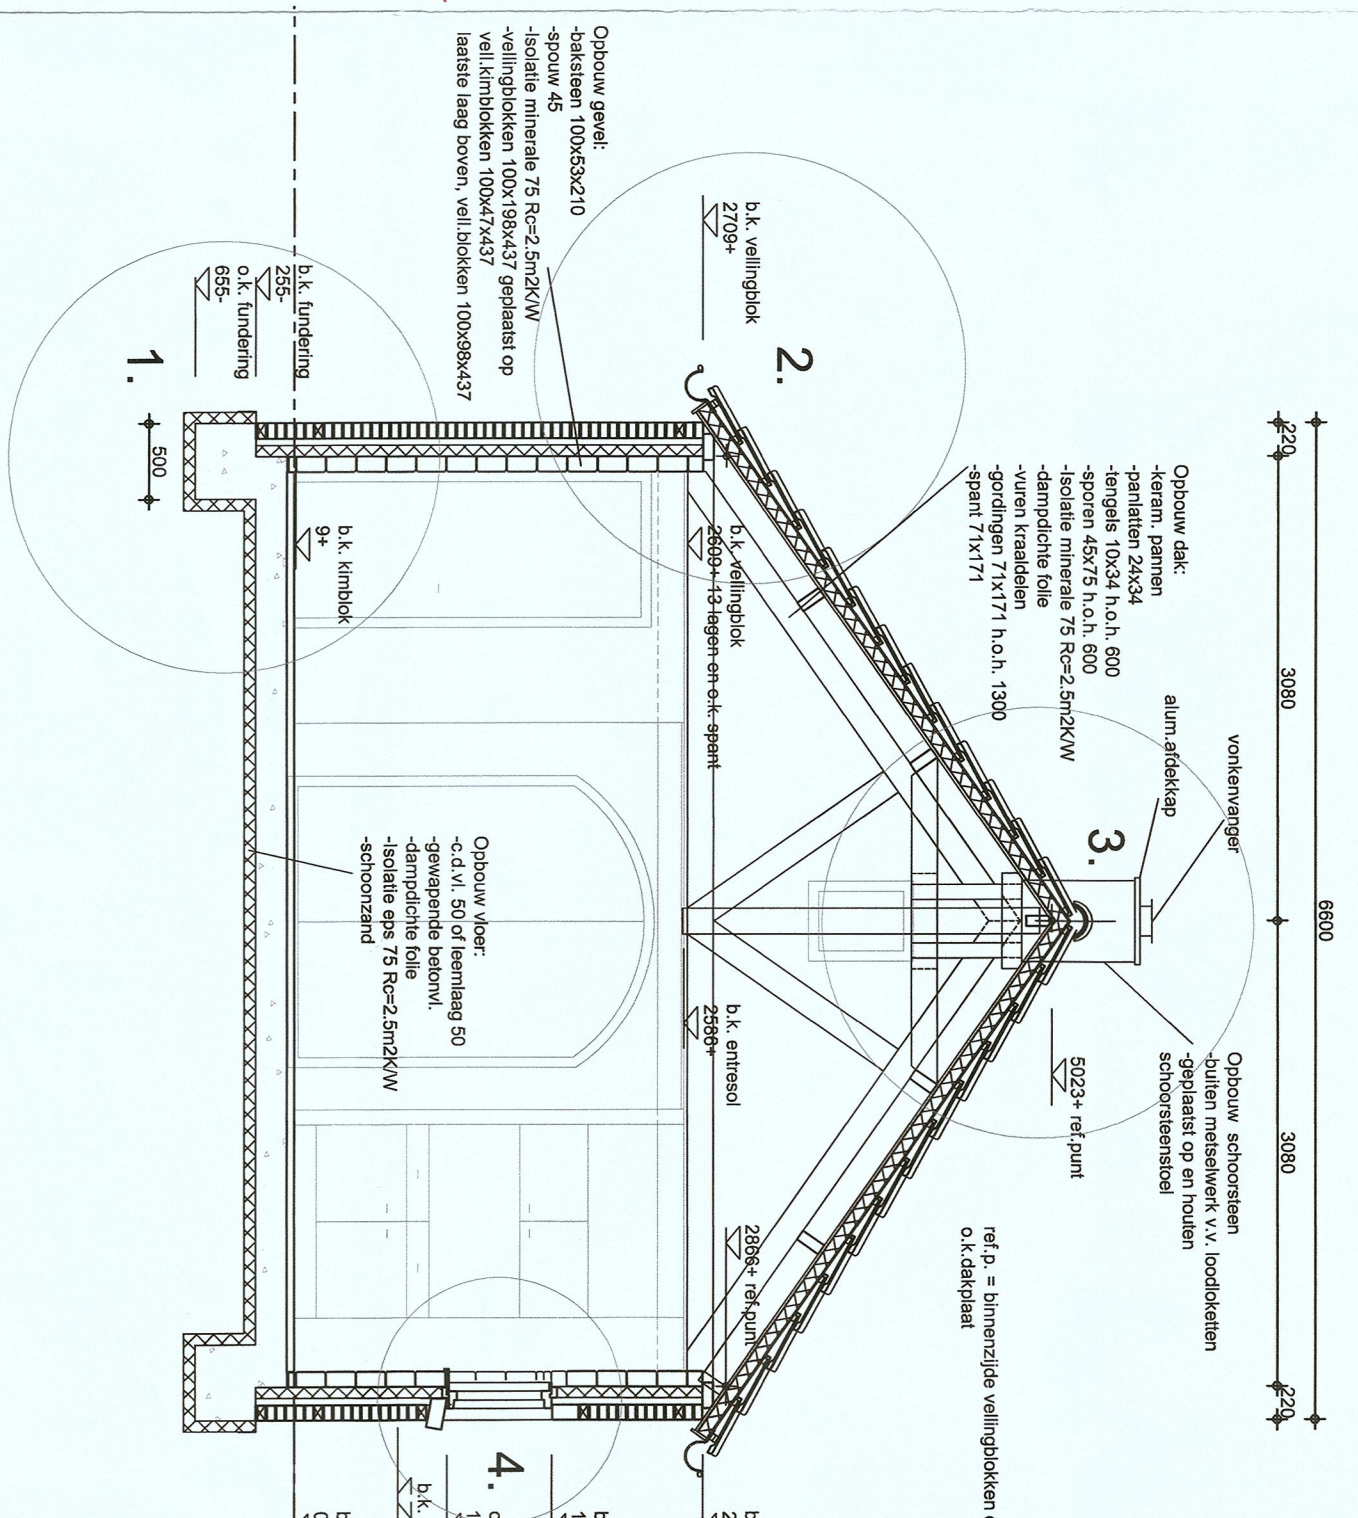 6600
220
3080
3080
220
vonkenvanger
alum.afdekkap
Opbouw schoorsteen
-buiten metselwerk v.v. loodloketten
-geplaatst op en houten
schoorsteenstoel
3.
Opbouw dak:
-keram. pannen
-panlatten 24x34
-tengels 10x34 h.o.h. 600
-sporen 45x75 h.o.h. 600
-Isolatie minerale 75 Rc=2.5m2K/W
-dampdichte folie
-vuren kraaldelen
-gordingen 71x171 h.o.h. 1300
-spant 71x171
5023+ ref.punt
ref.p. = binnenzijde vellingblokken
o.k.dakplaat
2.
b.k. vellingblok
2709+
b.k. vellingblok
2609+ 13 lagen en o.k. spant
b.k. entresol
2586+
2866+ ref.punt
Opbouw gevel:
-baksteen 100x53x210
-spouw 45
-Isolatie minerale 75 Rc=2.5m2K/W
-vellingblokken 100x198x437 geplaatst op
vell.kimblokken 100x47x437
laatste laag boven, vell.blokken 100x98x437
Opbouw vloer:
-c.d.vl. 50 of leemlaag 50
-gewapende betonvl.
-dampdichte folie
-Isolatie eps 75 Rc=2.5m2K/W
-schoonzand
4.
b.k. kimblok
9+
b.k. fundering
255-
o.k. fundering
655-
1.
500
b.k.